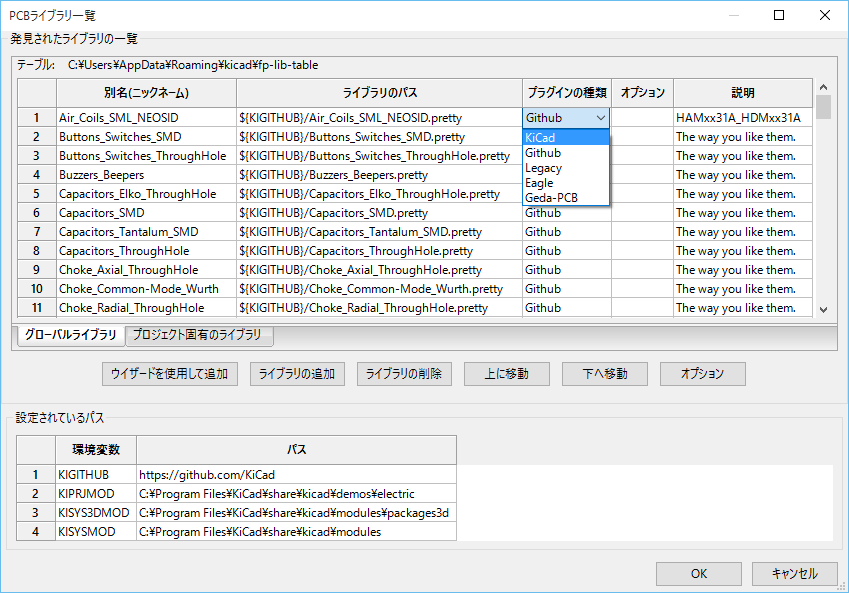 PCBライブラリ一覧
発見されたライブラリの一覧
テーブル: C:¥Users¥AppData¥Roaming¥kicad¥fp-lib-table
別名(ニックネーム) ライブラリのパス プラグインの種類 オプション 説明
1 Air_Coils_SML_NEOSID ${KIGITHUB}/Air_Coils_SML_NEOSID.pretty Github HAMxx31A_HDMxx31A
2 Buttons_Switches_SMD ${KIGITHUB}/Buttons_Switches_SMD.pretty KiCad The way you like them.
3 Buttons_Switches_ThroughHole ${KIGITHUB}/Buttons_Switches_ThroughHole.pretty Github The way you like them.
4 Buzzers_Beepers ${KIGITHUB}/Buzzers_Beepers.pretty Legacy The way you like them.
5 Capacitors_Elko_ThroughHole ${KIGITHUB}/Capacitors_Elko_ThroughHole.pretty Eagle The way you like them.
Geda-PCB
6 Capacitors_SMD ${KIGITHUB}/Capacitors_SMD.pretty Github The way you like them.
7 Capacitors_Tantalum_SMD ${KIGITHUB}/Capacitors_Tantalum_SMD.pretty Github The way you like them.
8 Capacitors_ThroughHole ${KIGITHUB}/Capacitors_ThroughHole.pretty Github The way you like them.
9 Choke_Axial_ThroughHole ${KIGITHUB}/Choke_Axial_ThroughHole.pretty Github The way you like them.
10 Choke_Common-Mode_Wurth ${KIGITHUB}/Choke_Common-Mode_Wurth.pretty Github The way you like them.
11 Choke_Radial_ThroughHole ${KIGITHUB}/Choke_Radial_ThroughHole.pretty Github The way you like them.
グローバルライブラリ プロジェクト固有のライブラリ
ウイザードを使用して追加 ライブラリの追加 ライブラリの削除 上に移動 下へ移動 オプション
設定されているパス
環境変数 パス
1 KIGITHUB https://github.com/KiCad
2 KIPRJMOD C:¥Program Files¥KiCad¥share¥kicad¥demos¥electric
3 KISYS3DMOD C:¥Program Files¥KiCad¥share¥kicad¥modules¥packages3d
4 KISYSMOD C:¥Program Files¥KiCad¥share¥kicad¥modules
OK キャンセル